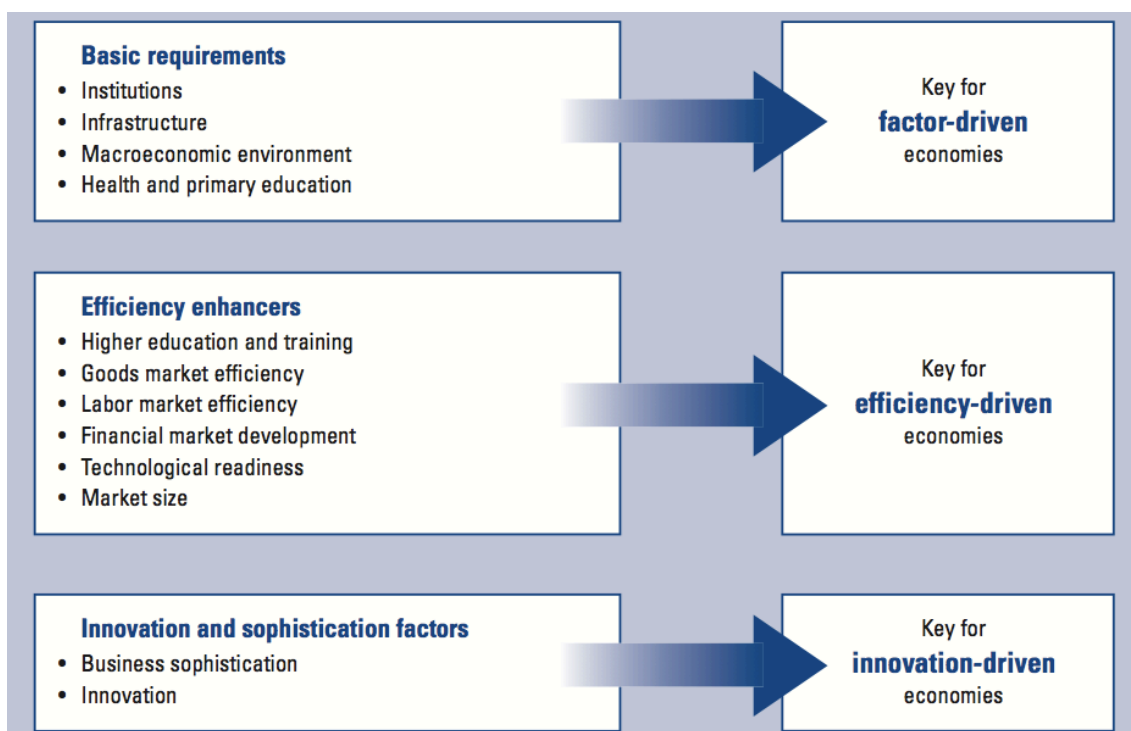 Basic requirements
• Institutions
• Infrastructure
• Macroeconomic environment
• Health and primary education
Key for
factor-driven
economies
Efficiency enhancers
• Higher education and training
• Goods market efficiency
• Labor market efficiency
• Financial market development
• Technological readiness
• Market size
Key for
efficiency-driven
economies
Innovation and sophistication factors
• Business sophistication
• Innovation
Key for
innovation-driven
economies